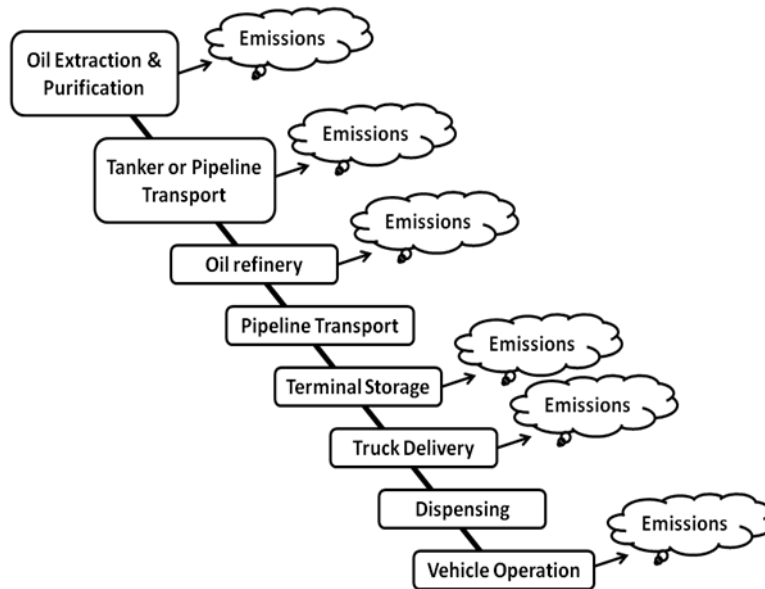 Emissions
Oil Extraction &
Purification
Emissions
Tanker or Pipeline
Transport
Emissions
Oil refinery
Pipeline Transport
Emissions
Terminal Storage
Emissions
Truck Delivery
Dispensing
Emissions
Vehicle Operation